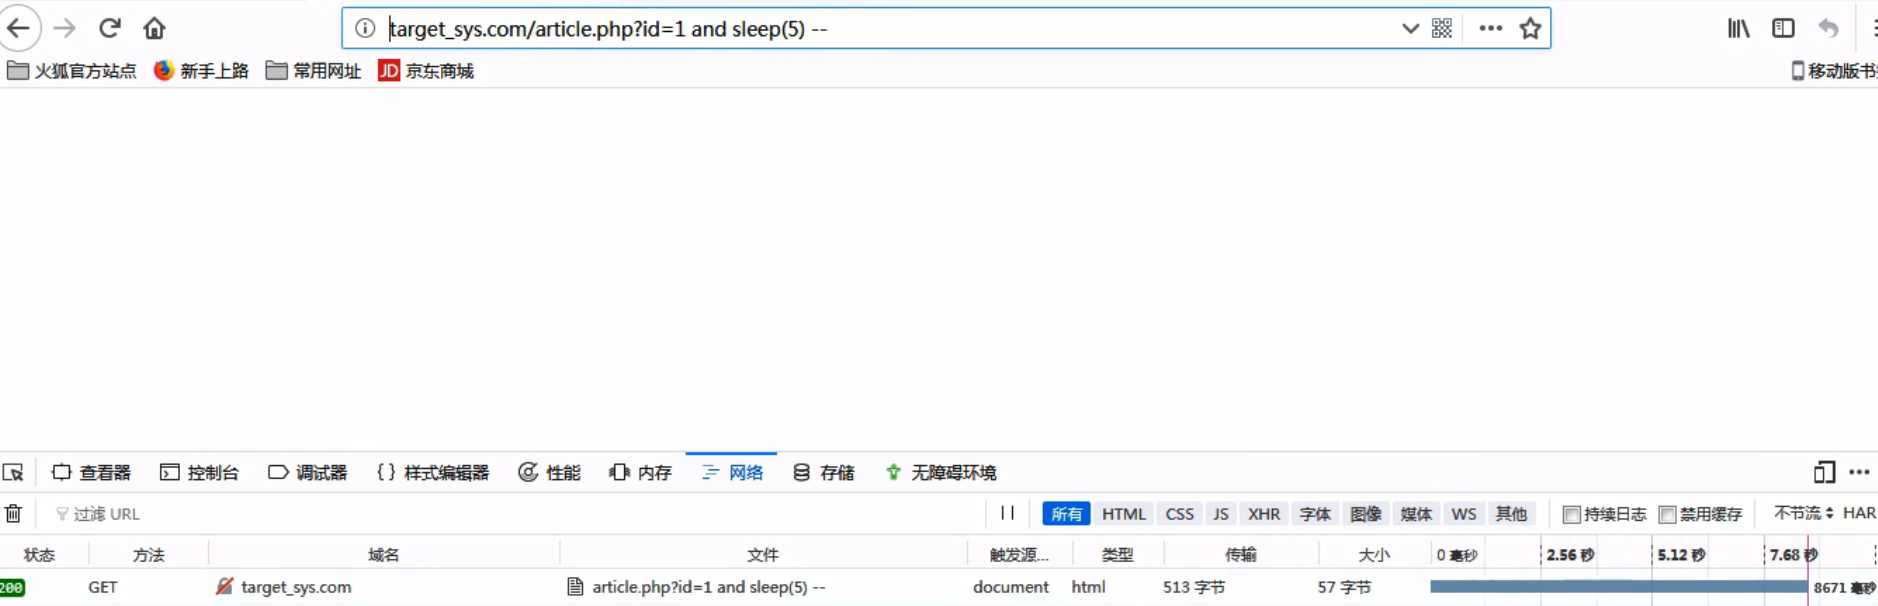 target_sys.com/article.php?id=1 and sleep(5) --
火狐官方站点 新手上路 常用网址 JD 京东商城 移动版书
查看器 控制台 调试器 样式编辑器 性能 内存 网络 存储 无障碍环境
过滤 URL 所有 HTML CSS JS XHR 字体 图像 媒体 WS 其他 持续日志 禁用缓存 不节流 HAR
状态 方法 域名 文件 触发源... 类型 传输 大小 0 毫秒 2.56 秒 5.12 秒 7.68 秒
200 GET target_sys.com article.php?id=1 and sleep(5) -- document html 513 字节 57 字节 8671 毫秒